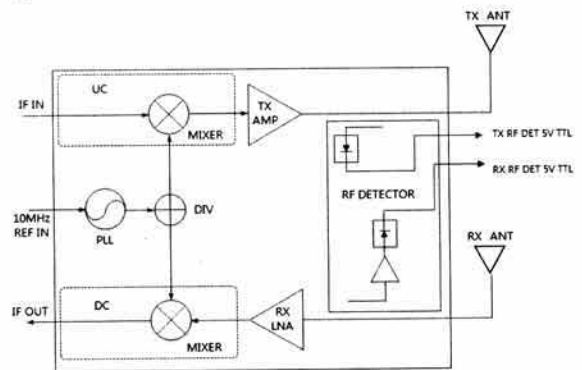 TX ANT
UC
IF IN
MIXER
TX
AMP
TX RF DET 5V TTL
RX RF DET 5V TTL
RF DETECTOR
DIV
10MHz
REF IN
PLL
RX ANT
DC
IF OUT
MIXER
RX
LNA